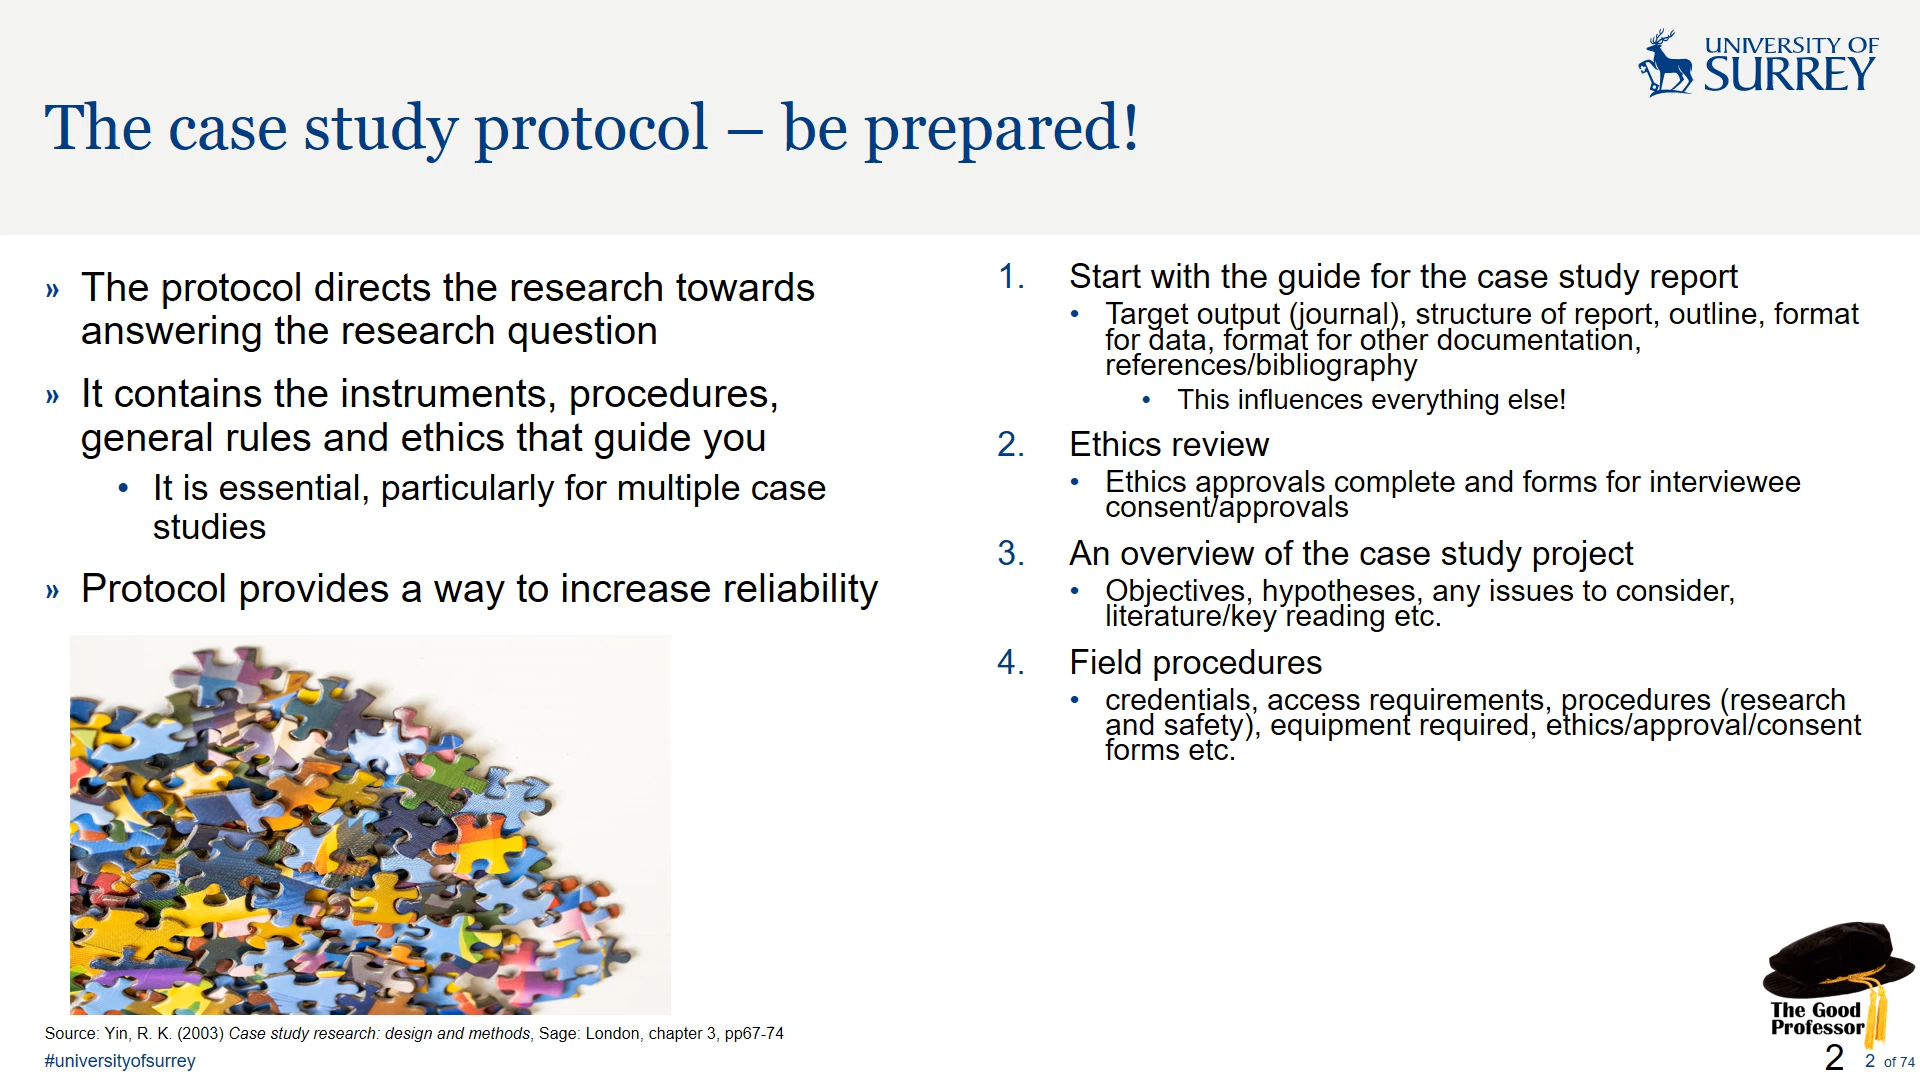 UNIVERSITY OF
SURREY
The case study protocol – be prepared!
» The protocol directs the research towards
answering the research question
» It contains the instruments, procedures,
general rules and ethics that guide you
• It is essential, particularly for multiple case
studies
» Protocol provides a way to increase reliability
1. Start with the guide for the case study report
• Target output (journal), structure of report, outline, format
for data, format for other documentation,
references/bibliography
• This influences everything else!
2. Ethics review
• Ethics approvals complete and forms for interviewee
consent/approvals
3. An overview of the case study project
• Objectives, hypotheses, any issues to consider,
literature/key reading etc.
4. Field procedures
• credentials, access requirements, procedures (research
and safety), equipment required, ethics/approval/consent
forms etc.
Source: Yin, R. K. (2003) Case study research: design and methods, Sage: London, chapter 3, pp67-74
#universityofsurrey
The Good
Professor
2 2 of 74